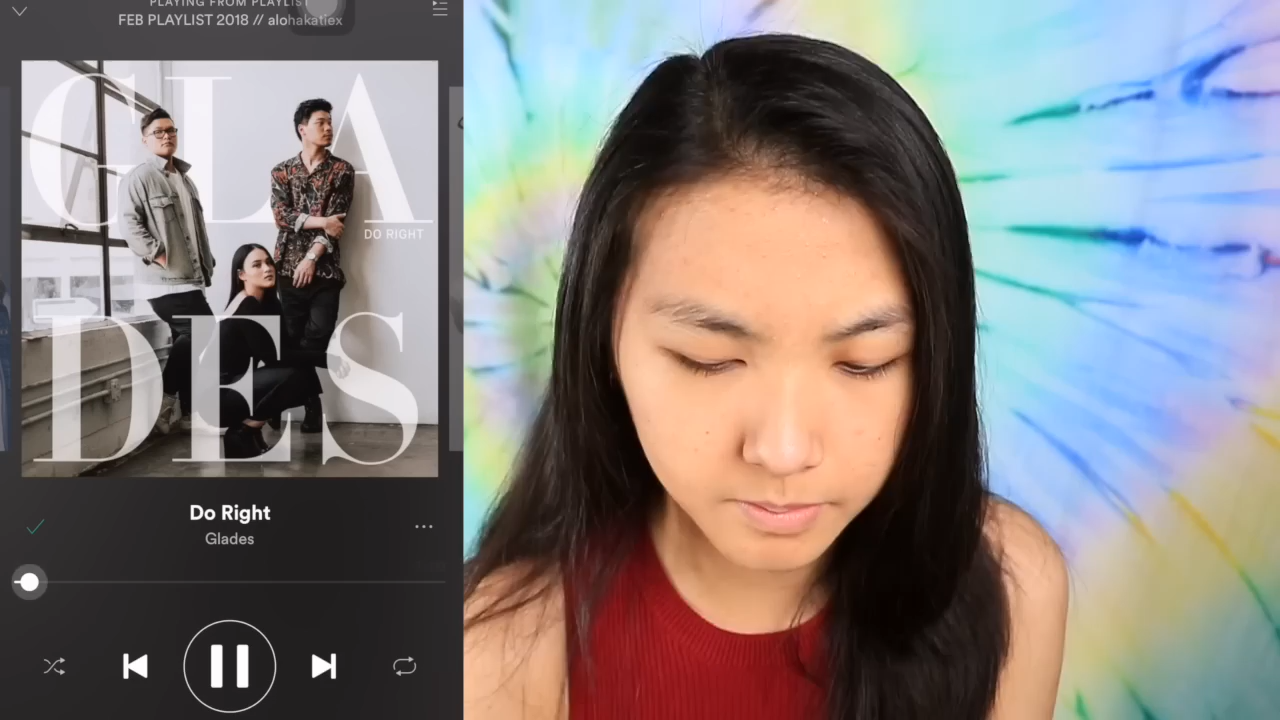 PLAYING FROM PLAYLIST
FEB PLAYLIST 2018 // alohakatiex
GLA
DO RIGHT
DES
Do Right
Glades